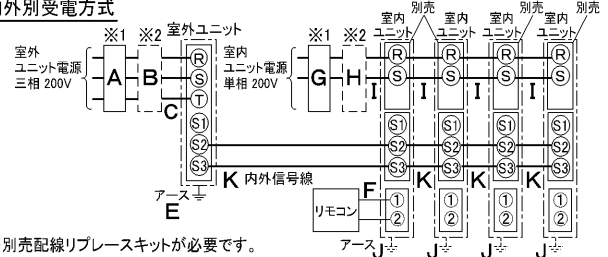 内外別受電方式
※1
※2
室外ユニット
室外
ユニット電源
三相 200V
A
B
C
R
S
T
S1
S2
S3
アース
E
※1
※2
室内
ユニット電源
単相 200V
G
H
室内
ユニット
別売
室内
ユニット
別売
室内
ユニット
別売
室内
ユニット
別売
R
R
R
R
S
S
S
S
I
I
I
I
S1
S1
S1
S1
S2
S2
S2
S2
S3
S3
S3
S3
K 内外信号線
K
K
K
F
リモコン
①
①
①
①
②
②
②
②
アース
J
J
J
J
別売配線リプレースキットが必要です。